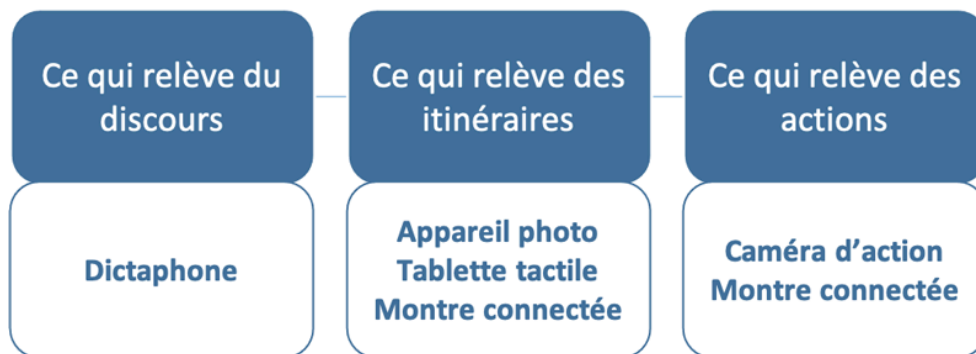 Ce qui relève du
discours
Ce qui relève des
itinéraires
Ce qui relève des
actions
Dictaphone
Appareil photo
Tablette tactile
Montre connectée
Caméra d’action
Montre connectée